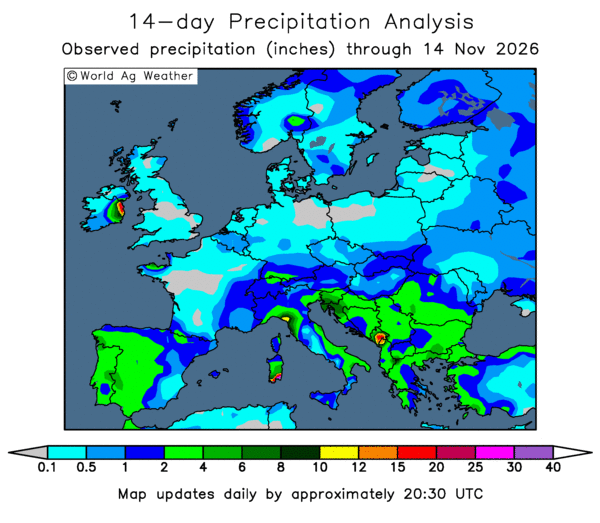 14-day Precipitation Analysis
Observed precipitation (inches) through 14 Nov 2026
© World Ag Weather
0.1 0.5 1 2 4 6 8 10 12 15 20 25 30 40
Map updates daily by approximately 20:30 UTC